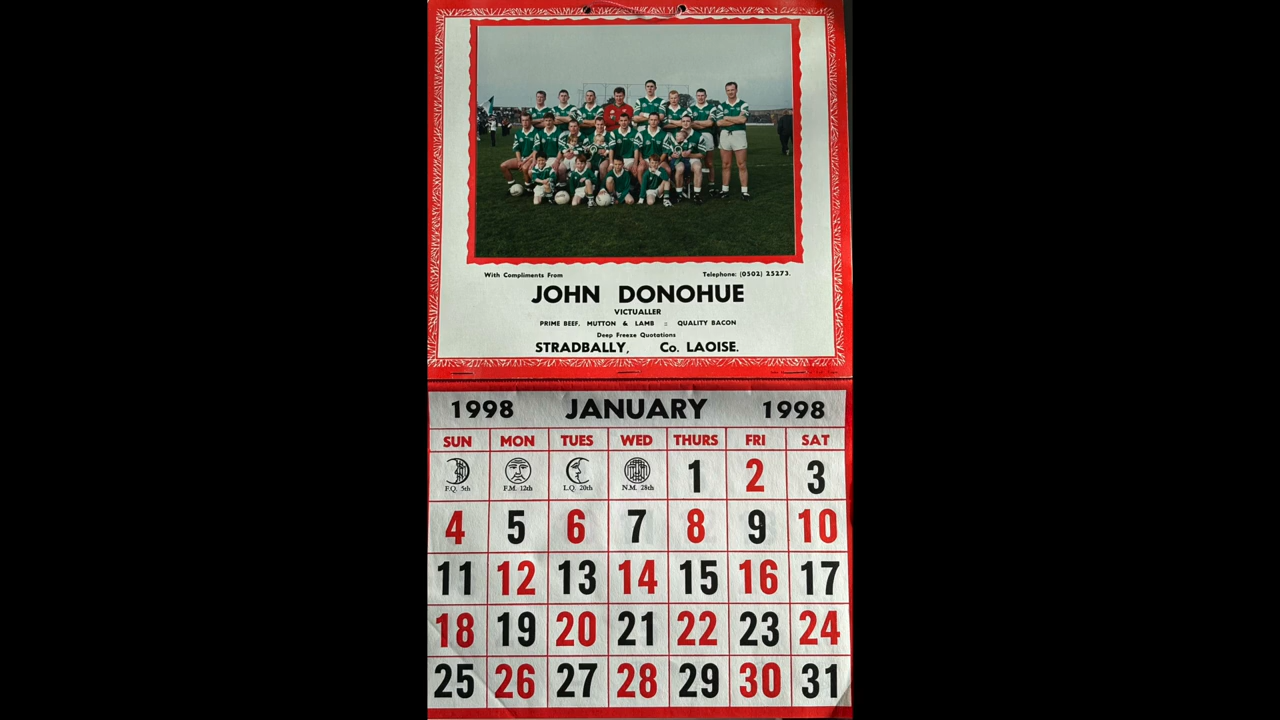 With Compliments From Telephone: (0502) 25273.
JOHN DONOHUE
VICTUALLER
PRIME BEEF. MUTTON & LAMB :: QUALITY BACON
Deep Freeze Quotations
STRADBALLY, Co. LAOISE.
1998 JANUARY 1998
SUN MON TUES WED THURS FRI SAT
F.Q. 5th F.M. 12th L.Q. 20th N.M. 28th 1 2 3
4 5 6 7 8 9 10
11 12 13 14 15 16 17
18 19 20 21 22 23 24
25 26 27 28 29 30 31